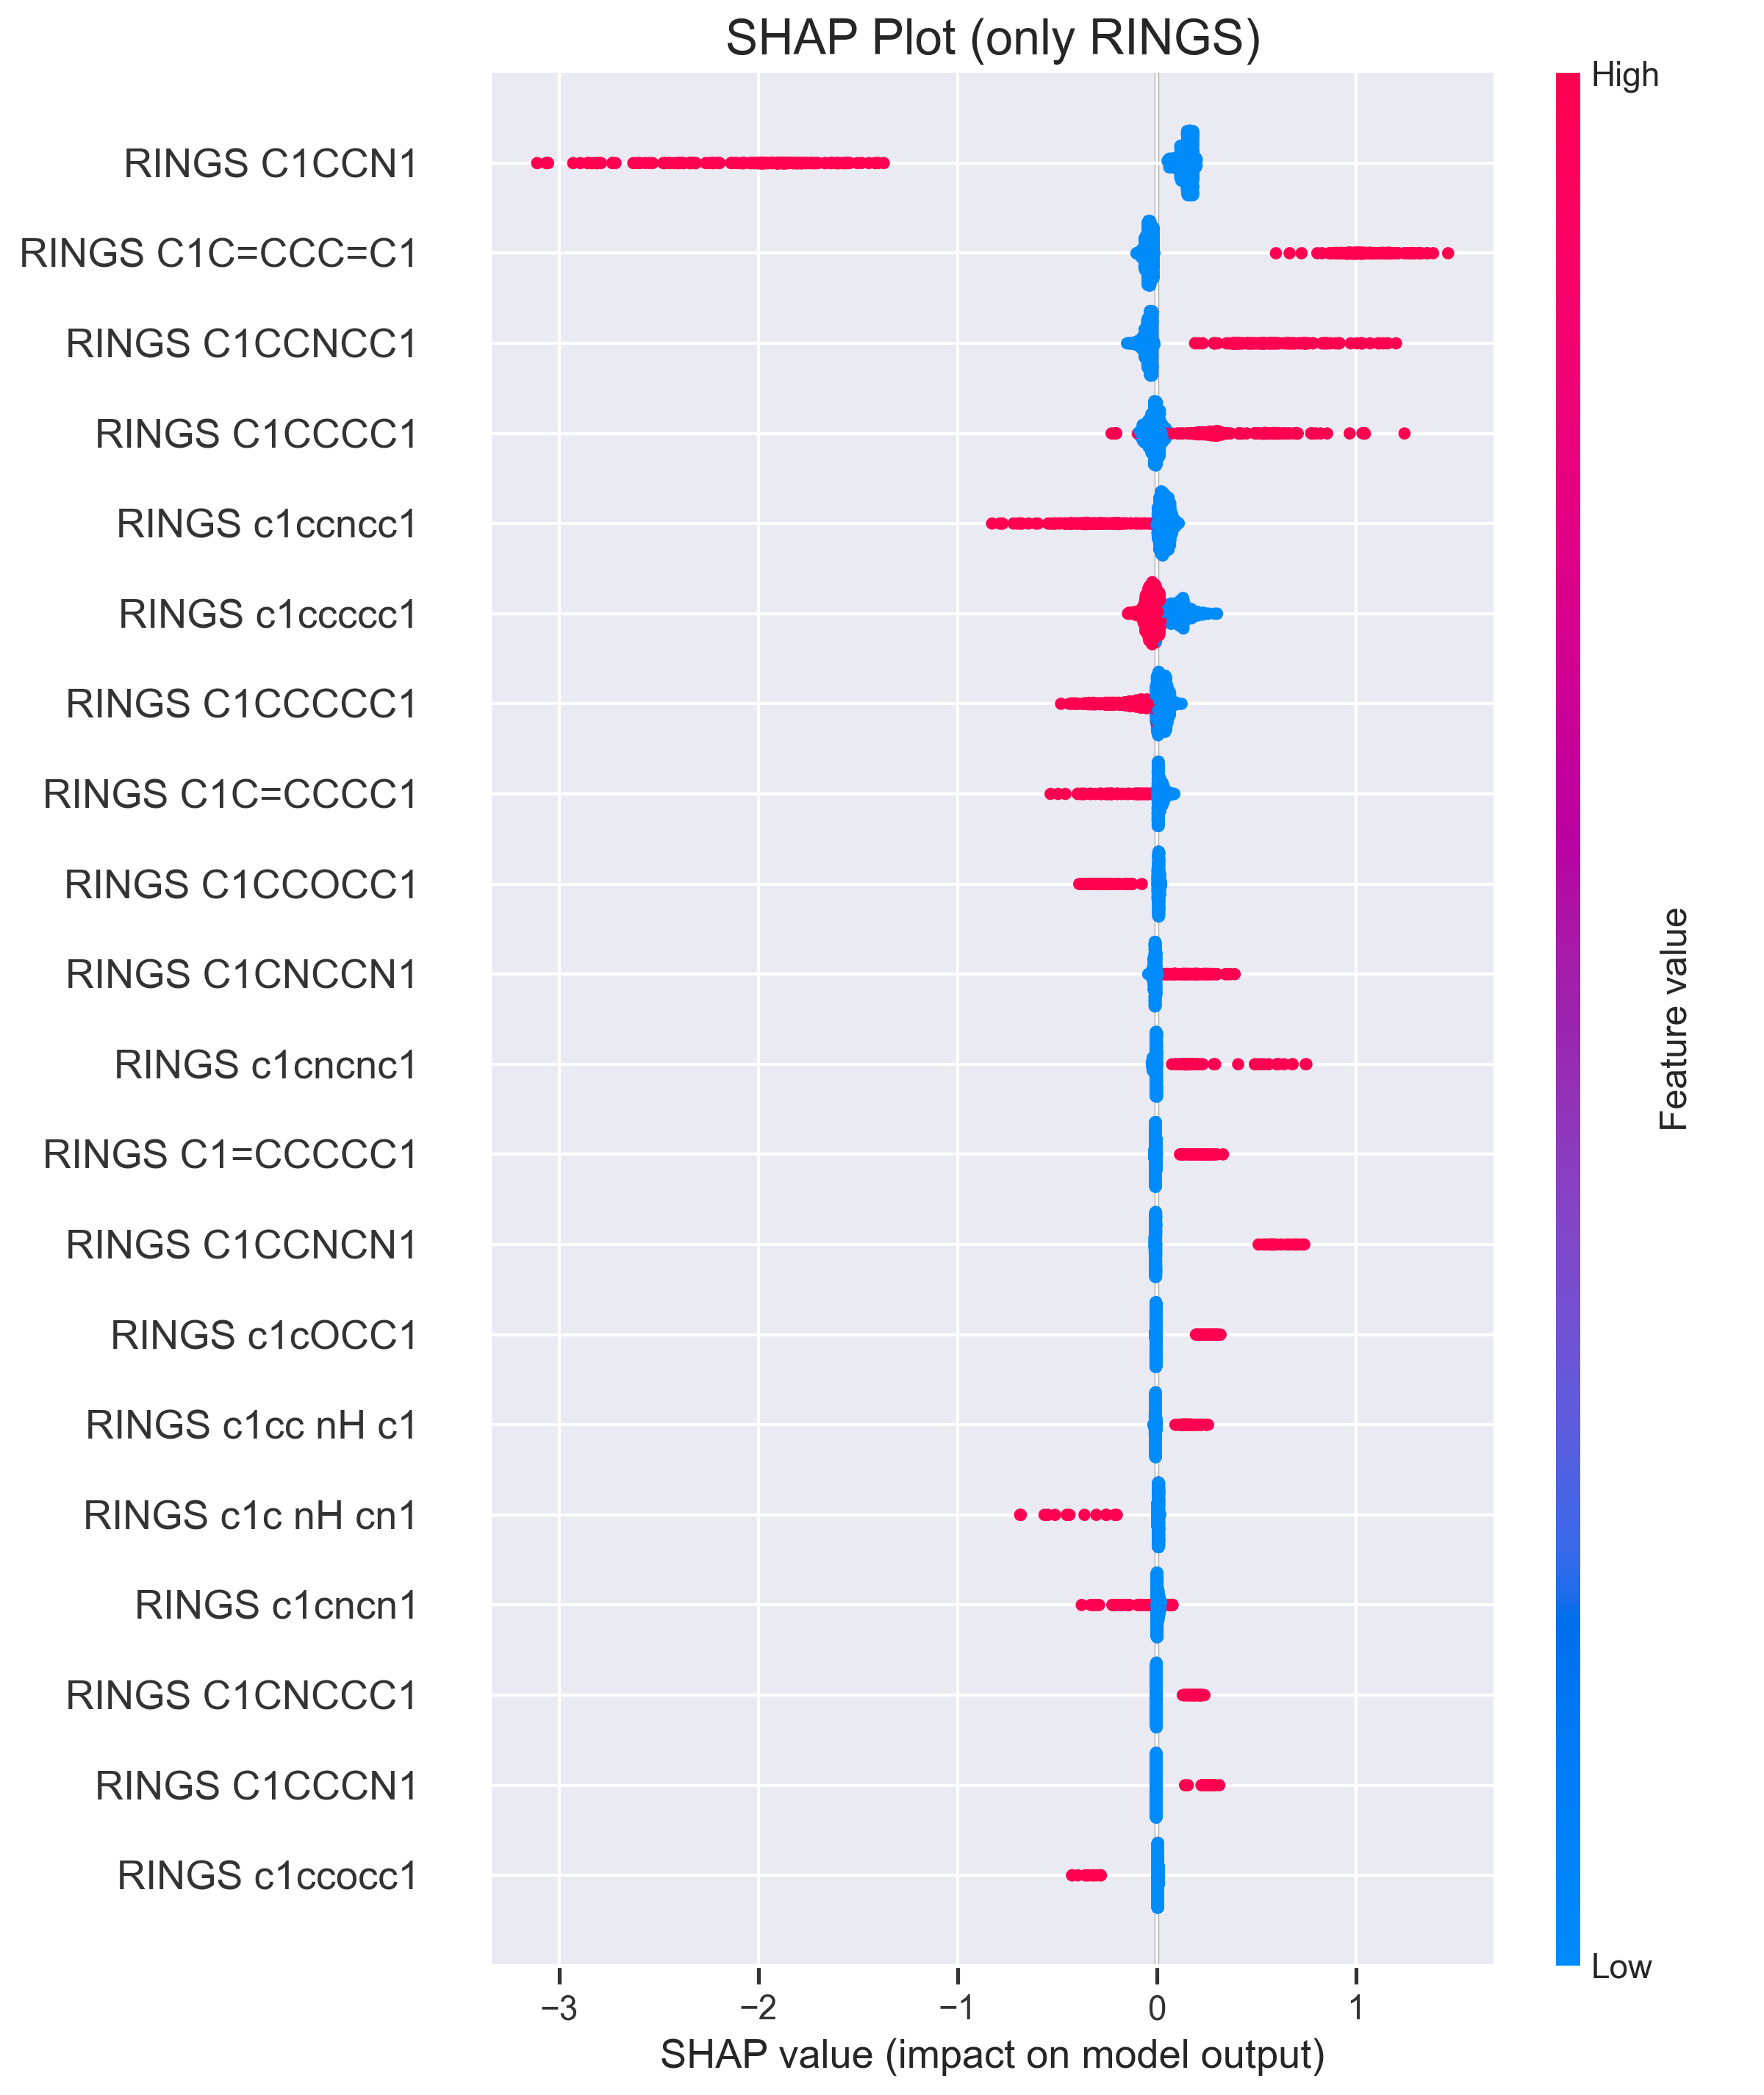 SHAP Plot (only RINGS)
High
RINGS C1CCN1
RINGS C1C=CCC=C1
RINGS C1CCNCC1
RINGS C1CCCC1
RINGS c1ccncc1
RINGS c1ccccc1
RINGS C1CCCCC1
RINGS C1C=CCCC1
RINGS C1CCOCC1
RINGS C1CNCCN1
RINGS c1cncnc1
RINGS C1=CCCCC1
RINGS C1CCNCN1
RINGS c1cOCC1
RINGS c1cc nH c1
RINGS c1c nH cn1
RINGS c1cncn1
RINGS C1CNCCC1
RINGS C1CCCN1
RINGS c1ccocc1
Feature value
Low
−3 −2 −1 0 1
SHAP value (impact on model output)